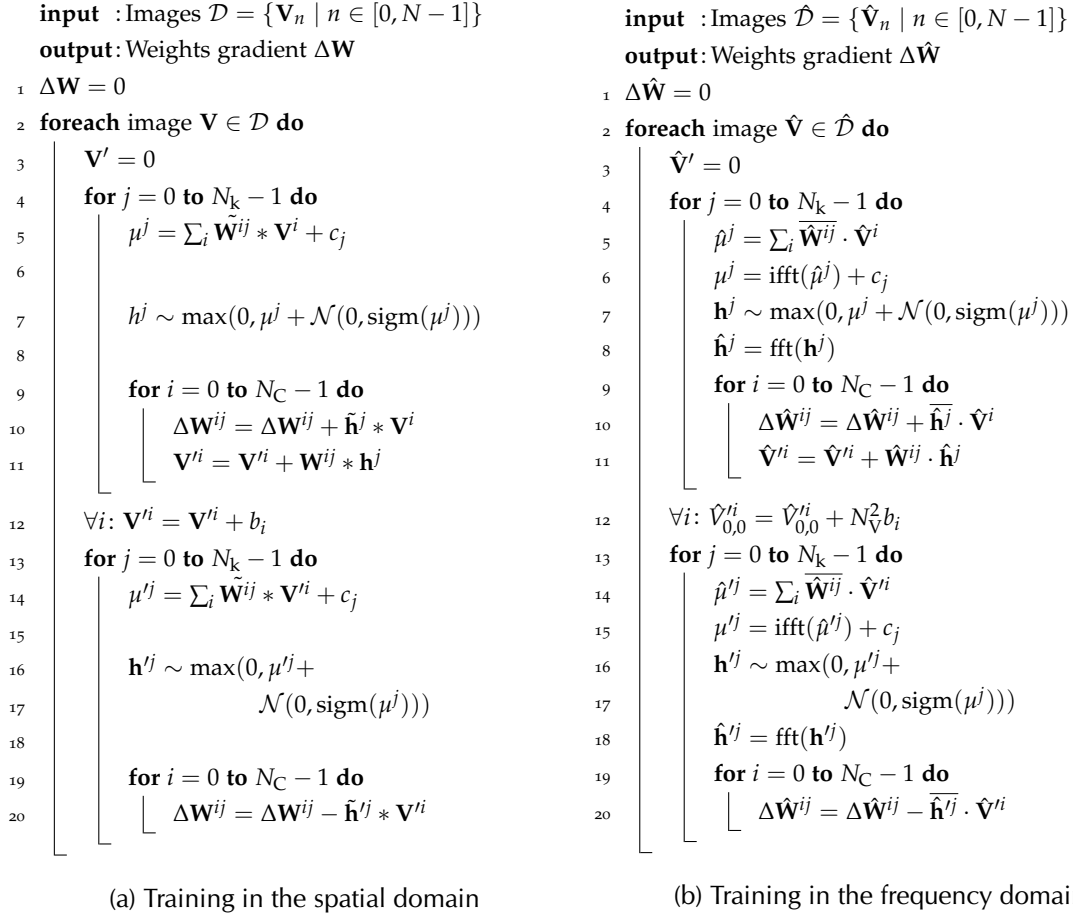 input : Images 𝒟 = {V_n | n ∈ [0, N − 1]}
output: Weights gradient ΔW
1 ΔW = 0
2 foreach image V ∈ 𝒟 do
3 V′ = 0
4 for j = 0 to N_k − 1 do
5 μ^j = ∑_i W̃^{ij} ∗ V^i + c_j
6
7 h^j ∼ max(0, μ^j + 𝒩(0, sigm(μ^j)))
8
9 for i = 0 to N_C − 1 do
10 ΔW^{ij} = ΔW^{ij} + h̃^j ∗ V^i
11 V′^i = V′^i + W^{ij} ∗ h^j
12 ∀i: V′^i = V′^i + b_i
13 for j = 0 to N_k − 1 do
14 μ′^j = ∑_i W̃^{ij} ∗ V′^i + c_j
15
16 h′^j ∼ max(0, μ′^j +
17 𝒩(0, sigm(μ^j)))
18
19 for i = 0 to N_C − 1 do
20 ΔW^{ij} = ΔW^{ij} − h̃′^j ∗ V′^i
(a) Training in the spatial domain
input : Images 𝒟̂ = {V̂_n | n ∈ [0, N − 1]}
output: Weights gradient ΔŴ
1 ΔŴ = 0
2 foreach image V̂ ∈ 𝒟̂ do
3 V̂′ = 0
4 for j = 0 to N_k − 1 do
5 μ̂^j = ∑_i \overline{Ŵ^{ij}} · V̂^i
6 μ^j = ifft(μ̂^j) + c_j
7 h^j ∼ max(0, μ^j + 𝒩(0, sigm(μ^j)))
8 ĥ^j = fft(h^j)
9 for i = 0 to N_C − 1 do
10 ΔŴ^{ij} = ΔŴ^{ij} + \overline{ĥ^j} · V̂^i
11 V̂′^i = V̂′^i + Ŵ^{ij} · ĥ^j
12 ∀i: V̂′^i_{0,0} = V̂′^i_{0,0} + N_V^2 b_i
13 for j = 0 to N_k − 1 do
14 μ̂′^j = ∑_i \overline{Ŵ^{ij}} · V̂′^i
15 μ′^j = ifft(μ̂′^j) + c_j
16 h′^j ∼ max(0, μ′^j +
17 𝒩(0, sigm(μ^j)))
18 ĥ′^j = fft(h′^j)
19 for i = 0 to N_C − 1 do
20 ΔŴ^{ij} = ΔŴ^{ij} − \overline{ĥ′^j} · V̂′^i
(b) Training in the frequency domai